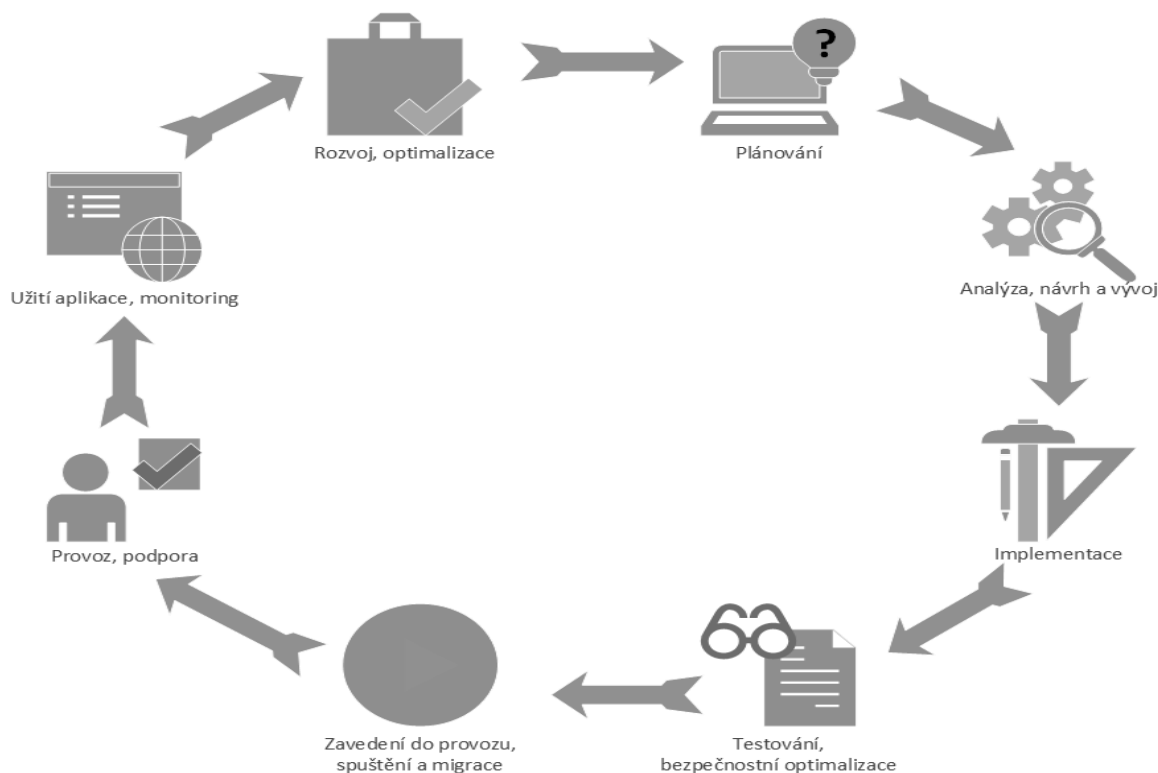 ?
Rozvoj, optimalizace
Plánování
Užití aplikace, monitoring
Analýza, návrh a vývoj
Provoz, podpora
Implementace
Zavedení do provozu,
spuštění a migrace
Testování,
bezpečnostní optimalizace